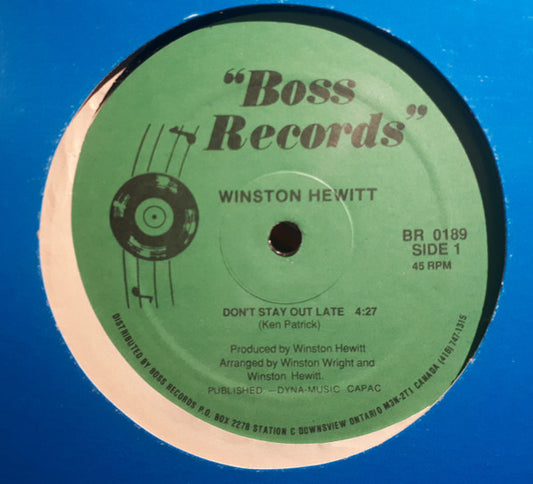 “Boss
Records”
WINSTON HEWITT
BR 0189
SIDE 1
45 RPM
DON'T STAY OUT LATE 4:27
(Ken Patrick)
Produced by Winston Hewitt
Arranged by Winston Wright and
Winston Hewitt.
PUBLISHED - DYNA-MUSIC CAPAC
DISTRIBUTED BY BOSS RECORDS P.O. BOX 2278 STATION C DOWNSVIEW ONTARIO M3N-2T1 CANADA (416) 747-1315